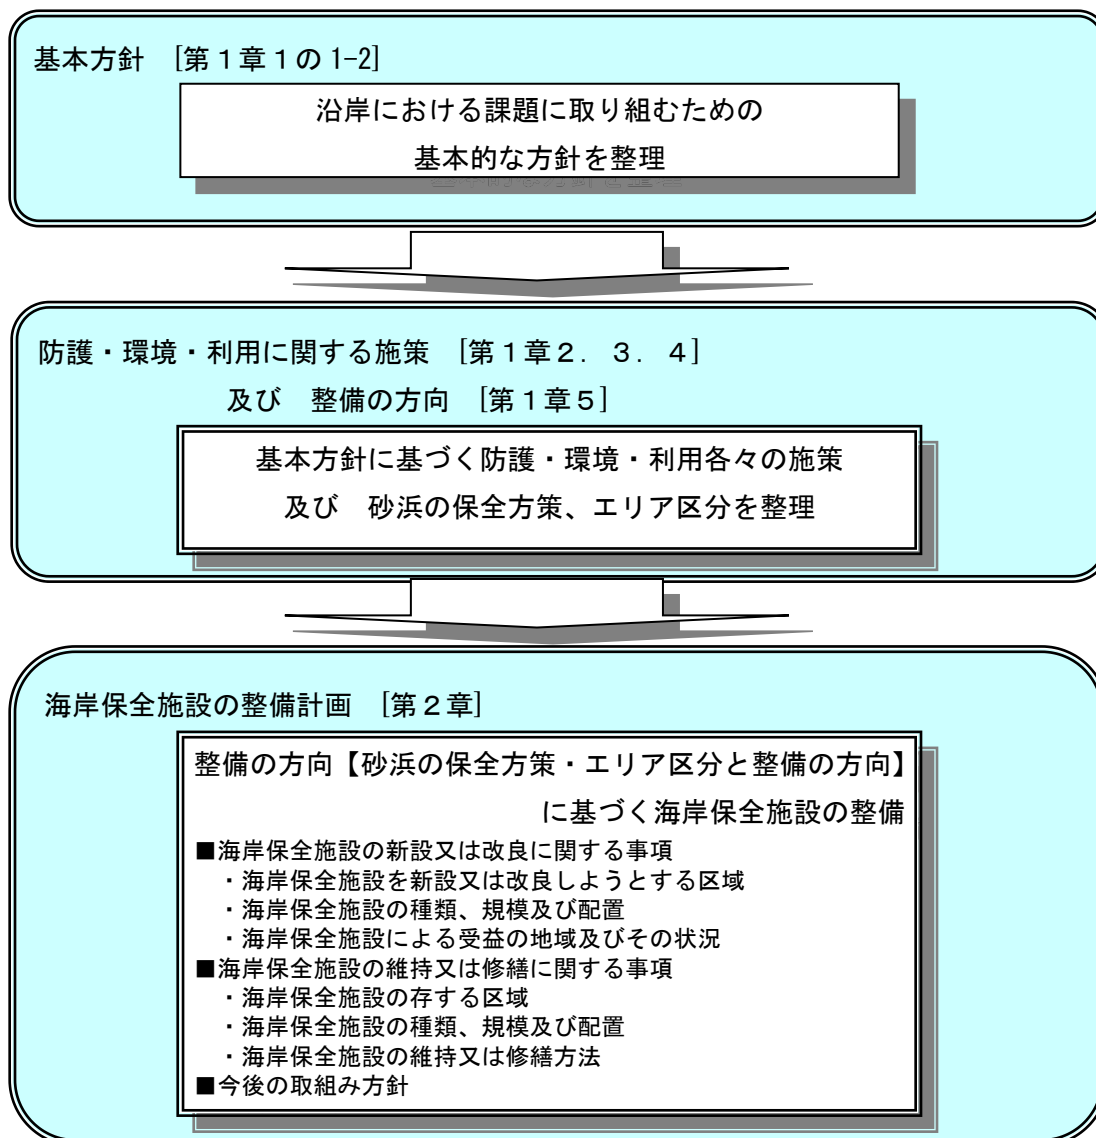 基本方針　[第１章１の 1-2]
沿岸における課題に取り組むための
基本的な方針を整理
防護・環境・利用に関する施策　[第１章２．３．４]
及び　整備の方向　[第１章５]
基本方針に基づく防護・環境・利用各々の施策
及び　砂浜の保全方策、エリア区分を整理
海岸保全施設の整備計画　[第２章]
整備の方向【砂浜の保全方策・エリア区分と整備の方向】
に基づく海岸保全施設の整備
■海岸保全施設の新設又は改良に関する事項
・海岸保全施設を新設又は改良しようとする区域
・海岸保全施設の種類、規模及び配置
・海岸保全施設による受益の地域及びその状況
■海岸保全施設の維持又は修繕に関する事項
・海岸保全施設の存する区域
・海岸保全施設の種類、規模及び配置
・海岸保全施設の維持又は修繕方法
■今後の取組み方針